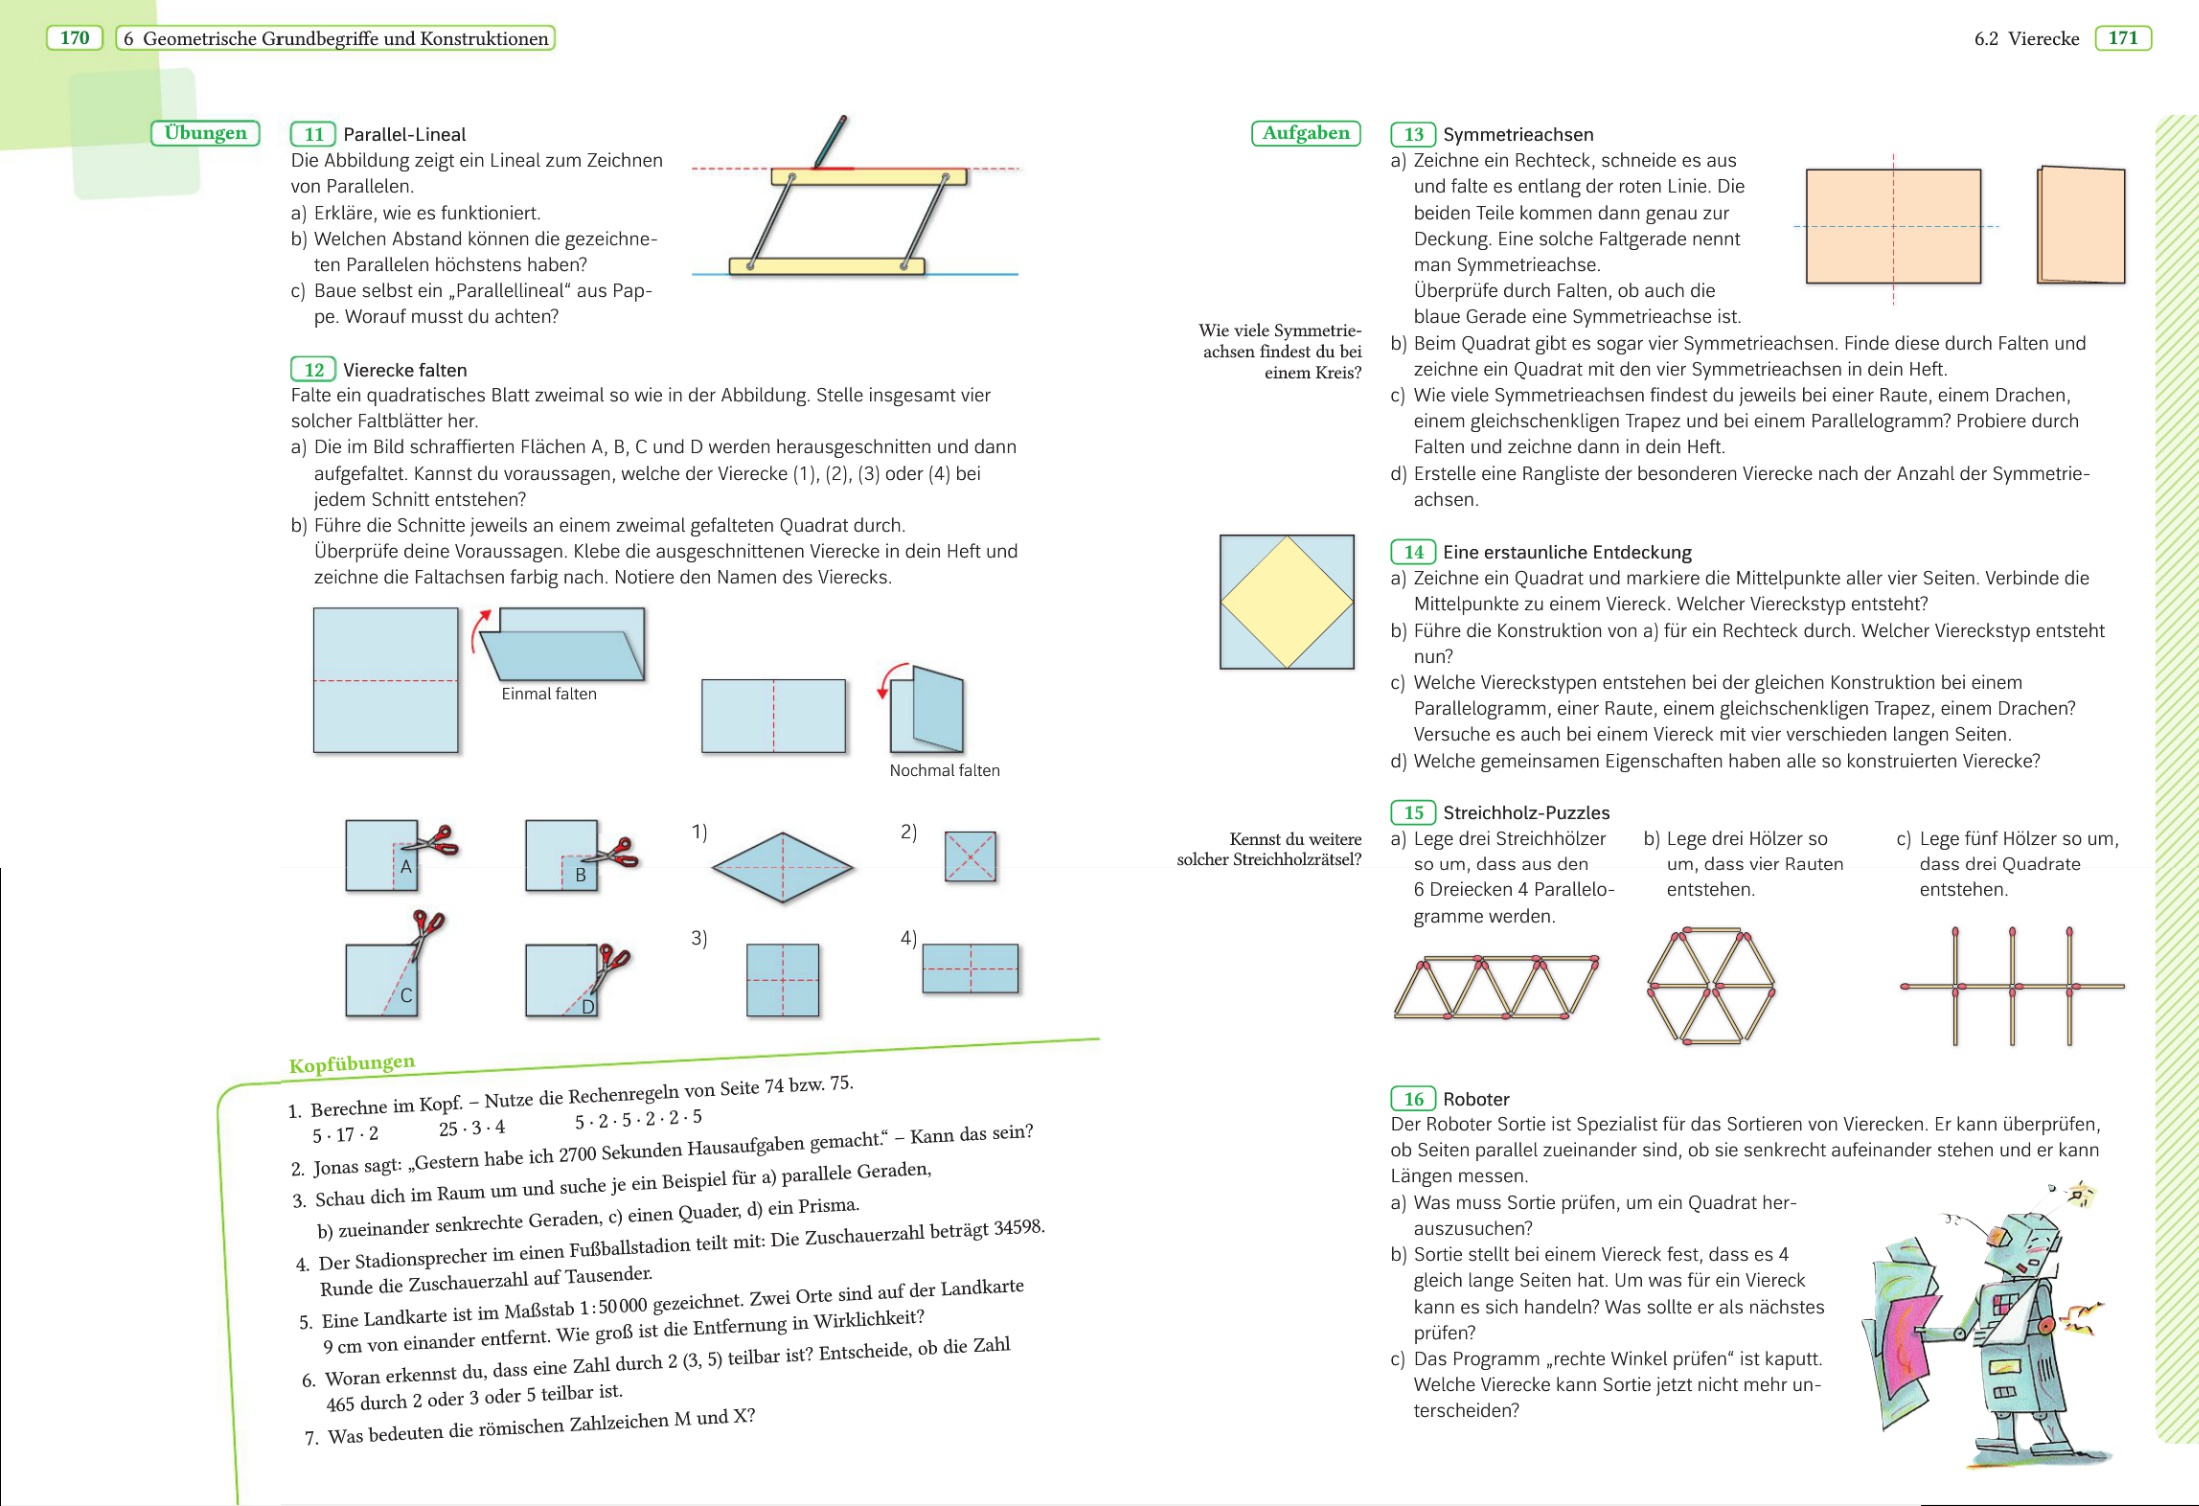 170 6 Geometrische Grundbegriffe und Konstruktionen
Übungen
11 Parallel-Lineal
Die Abbildung zeigt ein Lineal zum Zeichnen
von Parallelen.
a) Erkläre, wie es funktioniert.
b) Welchen Abstand können die gezeichne-
ten Parallelen höchstens haben?
c) Baue selbst ein „Parallellineal“ aus Pap-
pe. Worauf musst du achten?
12 Vierecke falten
Falte ein quadratisches Blatt zweimal so wie in der Abbildung. Stelle insgesamt vier
solcher Faltblätter her.
a) Die im Bild schraffierten Flächen A, B, C und D werden herausgeschnitten und dann
aufgefaltet. Kannst du voraussagen, welche der Vierecke (1), (2), (3) oder (4) bei
jedem Schnitt entstehen?
b) Führe die Schnitte jeweils an einem zweimal gefalteten Quadrat durch.
Überprüfe deine Voraussagen. Klebe die ausgeschnittenen Vierecke in dein Heft und
zeichne die Faltachsen farbig nach. Notiere den Namen des Vierecks.
Einmal falten
Nochmal falten
A
B
1)
2)
C
D
3)
4)
Kopfübungen
1. Berechne im Kopf. – Nutze die Rechenregeln von Seite 74 bzw. 75.
5 · 17 · 2 25 · 3 · 4 5 · 2 · 5 · 2 · 2 · 5
2. Jonas sagt: „Gestern habe ich 2700 Sekunden Hausaufgaben gemacht.“ – Kann das sein?
3. Schau dich im Raum um und suche je ein Beispiel für a) parallele Geraden,
b) zueinander senkrechte Geraden, c) einen Quader, d) ein Prisma.
4. Der Stadionsprecher im einen Fußballstadion teilt mit: Die Zuschauerzahl beträgt 34598.
Runde die Zuschauerzahl auf Tausender.
5. Eine Landkarte ist im Maßstab 1 : 50 000 gezeichnet. Zwei Orte sind auf der Landkarte
9 cm von einander entfernt. Wie groß ist die Entfernung in Wirklichkeit?
6. Woran erkennst du, dass eine Zahl durch 2 (3, 5) teilbar ist? Entscheide, ob die Zahl
465 durch 2 oder 3 oder 5 teilbar ist.
7. Was bedeuten die römischen Zahlzeichen M und X?
6.2 Vierecke 171
Aufgaben
13 Symmetrieachsen
a) Zeichne ein Rechteck, schneide es aus
und falte es entlang der roten Linie. Die
beiden Teile kommen dann genau zur
Deckung. Eine solche Faltgerade nennt
man Symmetrieachse.
Überprüfe durch Falten, ob auch die
blaue Gerade eine Symmetrieachse ist.
Wie viele Symmetrie-
achsen findest du bei
einem Kreis?
b) Beim Quadrat gibt es sogar vier Symmetrieachsen. Finde diese durch Falten und
zeichne ein Quadrat mit den vier Symmetrieachsen in dein Heft.
c) Wie viele Symmetrieachsen findest du jeweils bei einer Raute, einem Drachen,
einem gleichschenkligen Trapez und bei einem Parallelogramm? Probiere durch
Falten und zeichne dann in dein Heft.
d) Erstelle eine Rangliste der besonderen Vierecke nach der Anzahl der Symmetrie-
achsen.
14 Eine erstaunliche Entdeckung
a) Zeichne ein Quadrat und markiere die Mittelpunkte aller vier Seiten. Verbinde die
Mittelpunkte zu einem Viereck. Welcher Viereckstyp entsteht?
b) Führe die Konstruktion von a) für ein Rechteck durch. Welcher Viereckstyp entsteht
nun?
c) Welche Viereckstypen entstehen bei der gleichen Konstruktion bei einem
Parallelogramm, einer Raute, einem gleichschenkligen Trapez, einem Drachen?
Versuche es auch bei einem Viereck mit vier verschieden langen Seiten.
d) Welche gemeinsamen Eigenschaften haben alle so konstruierten Vierecke?
15 Streichholz-Puzzles
Kennst du weitere
solcher Streichholzrätsel?
a) Lege drei Streichhölzer
so um, dass aus den
6 Dreiecken 4 Parallelo-
gramme werden.
b) Lege drei Hölzer so
um, dass vier Rauten
entstehen.
c) Lege fünf Hölzer so um,
dass drei Quadrate
entstehen.
16 Roboter
Der Roboter Sortie ist Spezialist für das Sortieren von Vierecken. Er kann überprüfen,
ob Seiten parallel zueinander sind, ob sie senkrecht aufeinander stehen und er kann
Längen messen.
a) Was muss Sortie prüfen, um ein Quadrat her-
auszusuchen?
b) Sortie stellt bei einem Viereck fest, dass es 4
gleich lange Seiten hat. Um was für ein Viereck
kann es sich handeln? Was sollte er als nächstes
prüfen?
c) Das Programm „rechte Winkel prüfen“ ist kaputt.
Welche Vierecke kann Sortie jetzt nicht mehr un-
terscheiden?